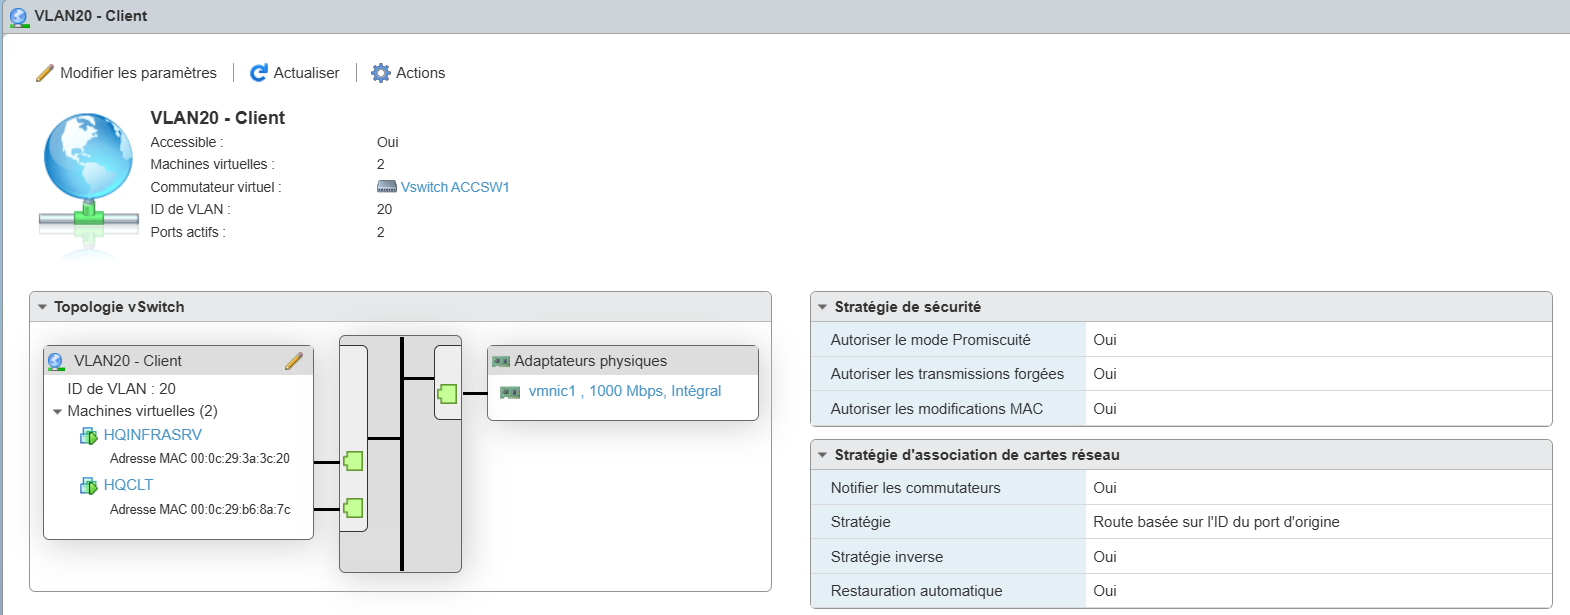 VLAN20 - Client
Modifier les paramètres
Actualiser
Actions
VLAN20 - Client
Accessible : Oui
Machines virtuelles : 2
Commutateur virtuel : Vswitch ACCSW1
ID de VLAN : 20
Ports actifs : 2
Topologie vSwitch
VLAN20 - Client
ID de VLAN : 20
Machines virtuelles (2)
HQINFRASRV
Adresse MAC 00:0c:29:3a:3c:20
HQCLT
Adresse MAC 00:0c:29:b6:8a:7c
Adaptateurs physiques
vmnic1 , 1000 Mbps, Intégral
Stratégie de sécurité
Autoriser le mode Promiscuité Oui
Autoriser les transmissions forgées Oui
Autoriser les modifications MAC Oui
Stratégie d'association de cartes réseau
Notifier les commutateurs Oui
Stratégie Route basée sur l'ID du port d'origine
Stratégie inverse Oui
Restauration automatique Oui